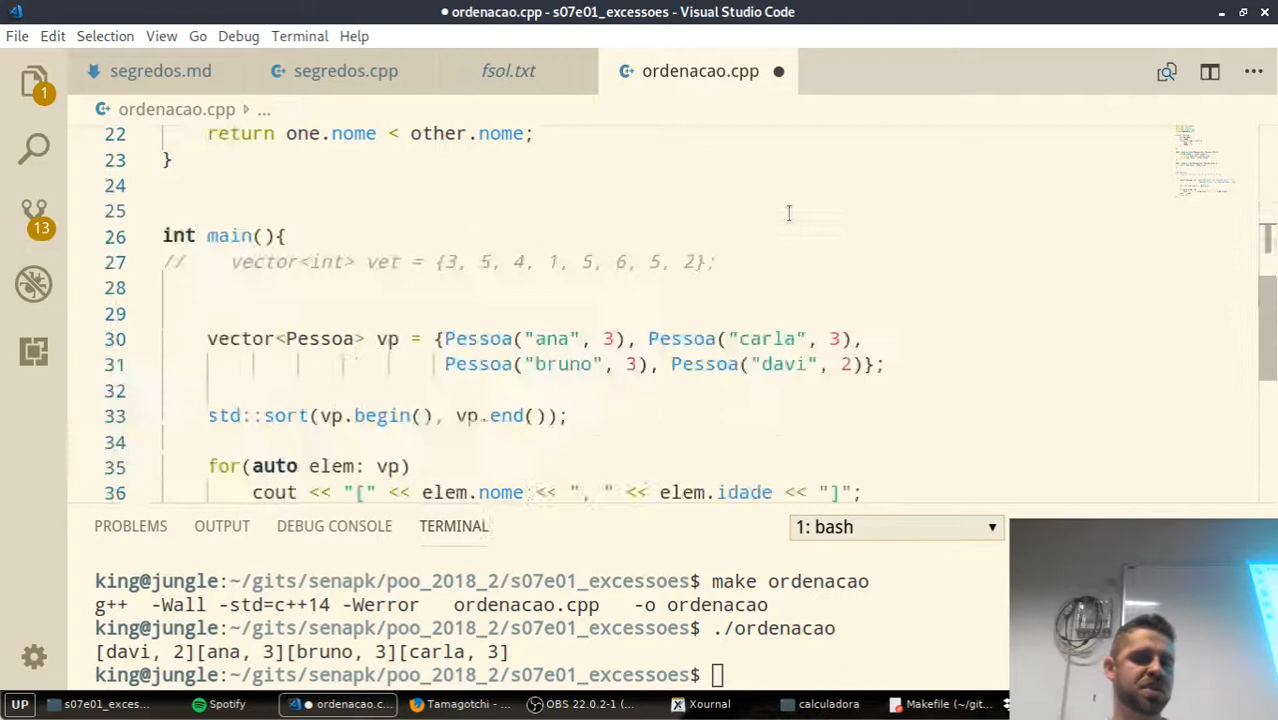 ordenacao.cpp - s07e01_excessoes - Visual Studio Code
File Edit Selection View Go Debug Terminal Help
segredos.md segredos.cpp fsol.txt ordenacao.cpp
ordenacao.cpp ...
1
22 return one.nome < other.nome;
23 }
24
25
13
26 int main(){
27 // vector<int> vet = {3, 5, 4, 1, 5, 6, 5, 2};
28
29
30 vector<Pessoa> vp = {Pessoa("ana", 3), Pessoa("carla", 3),
31 Pessoa("bruno", 3), Pessoa("davi", 2)};
32
33 std::sort(vp.begin(), vp.end());
34
35 for(auto elem: vp)
36 cout << "[" << elem.nome << ", " << elem.idade << "]";
PROBLEMS OUTPUT DEBUG CONSOLE TERMINAL 1: bash
king@jungle:~/gits/senapk/poo_2018_2/s07e01_excessoes$ make ordenacao
g++ -Wall -std=c++14 -Werror ordenacao.cpp -o ordenacao
king@jungle:~/gits/senapk/poo_2018_2/s07e01_excessoes$ ./ordenacao
[davi, 2][ana, 3][bruno, 3][carla, 3]
king@jungle:~/gits/senapk/poo_2018_2/s07e01_excessoes$
UP s07e01_exces... Spotify ordenacao.c... Tamagotchi - ... OBS 22.0.2-1 (... Xournal calculadora Makefile (~/gi...